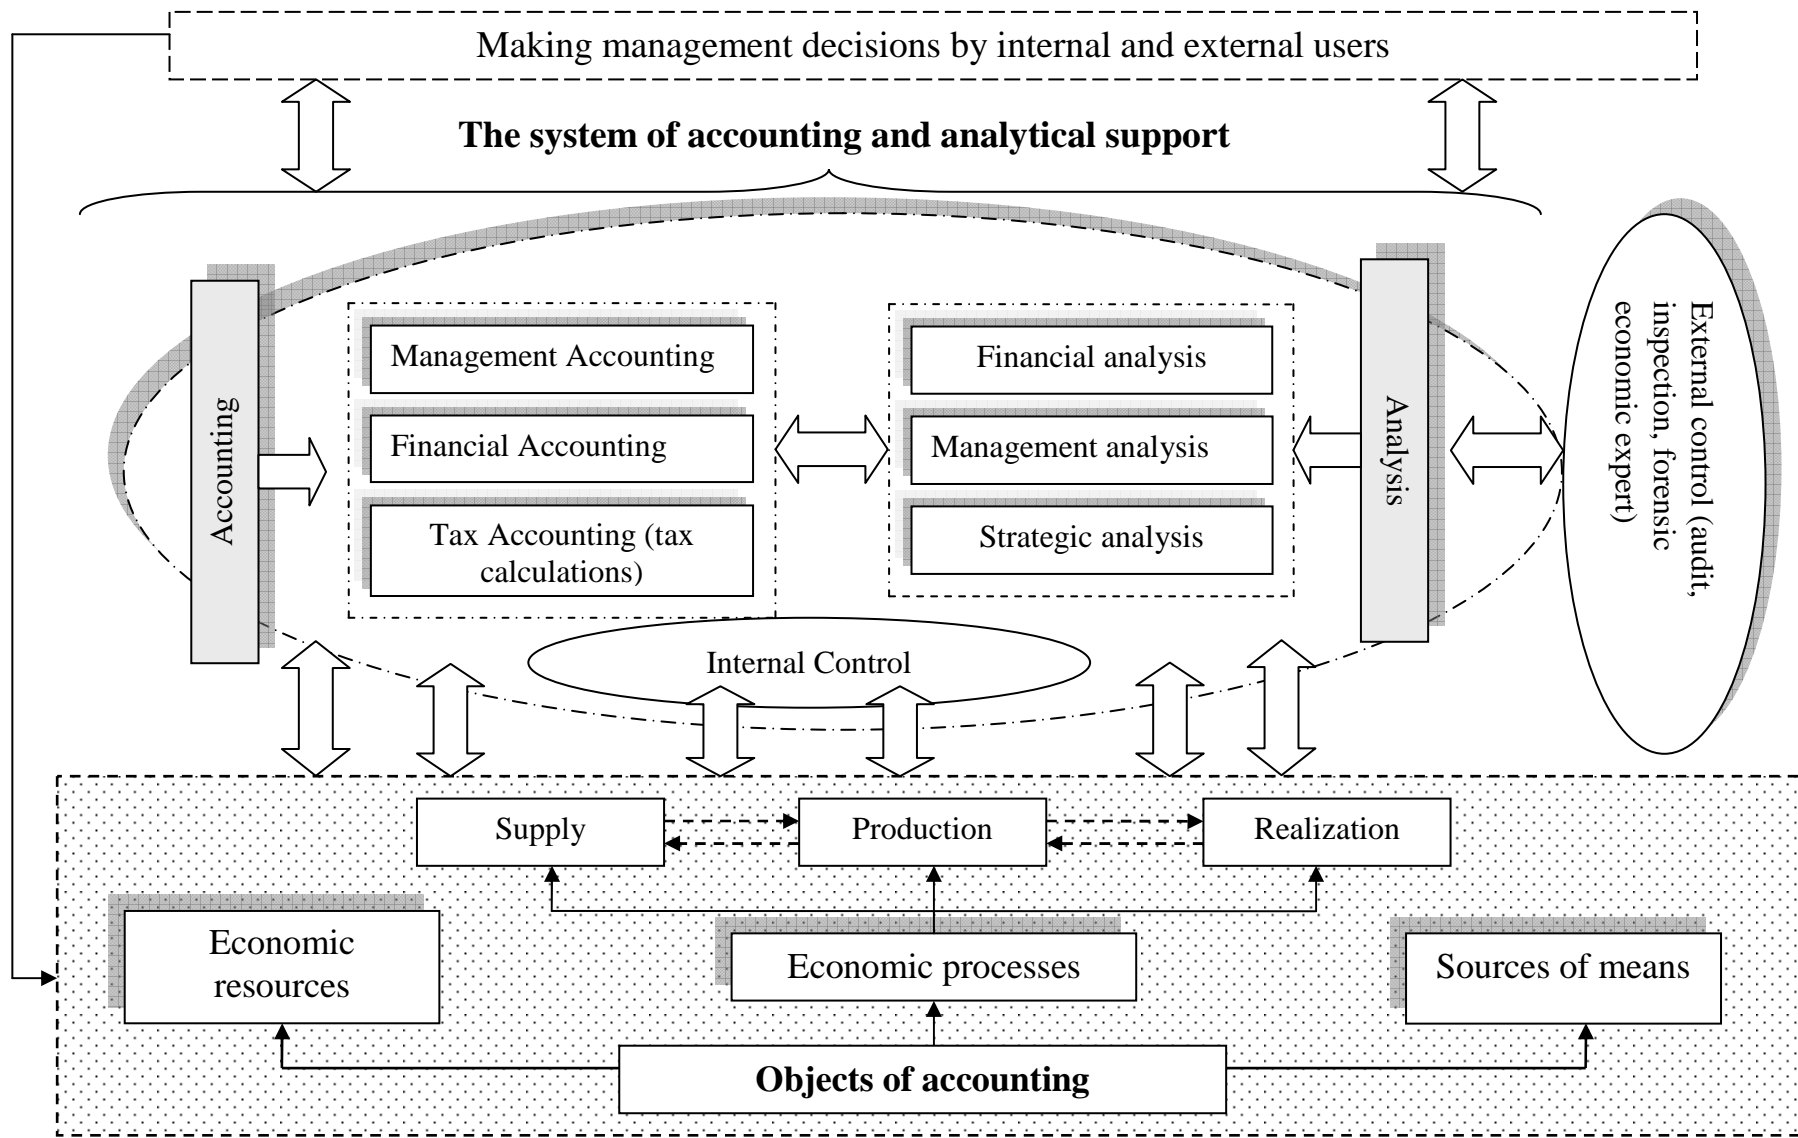 Making management decisions by internal and external users
The system of accounting and analytical support
Accounting
Management Accounting
Financial Accounting
Tax Accounting (tax
calculations)
Financial analysis
Management analysis
Strategic analysis
Analysis
External control (audit,
inspection, forensic
economic expert)
Internal Control
Supply
Production
Realization
Economic
resources
Economic processes
Sources of means
Objects of accounting